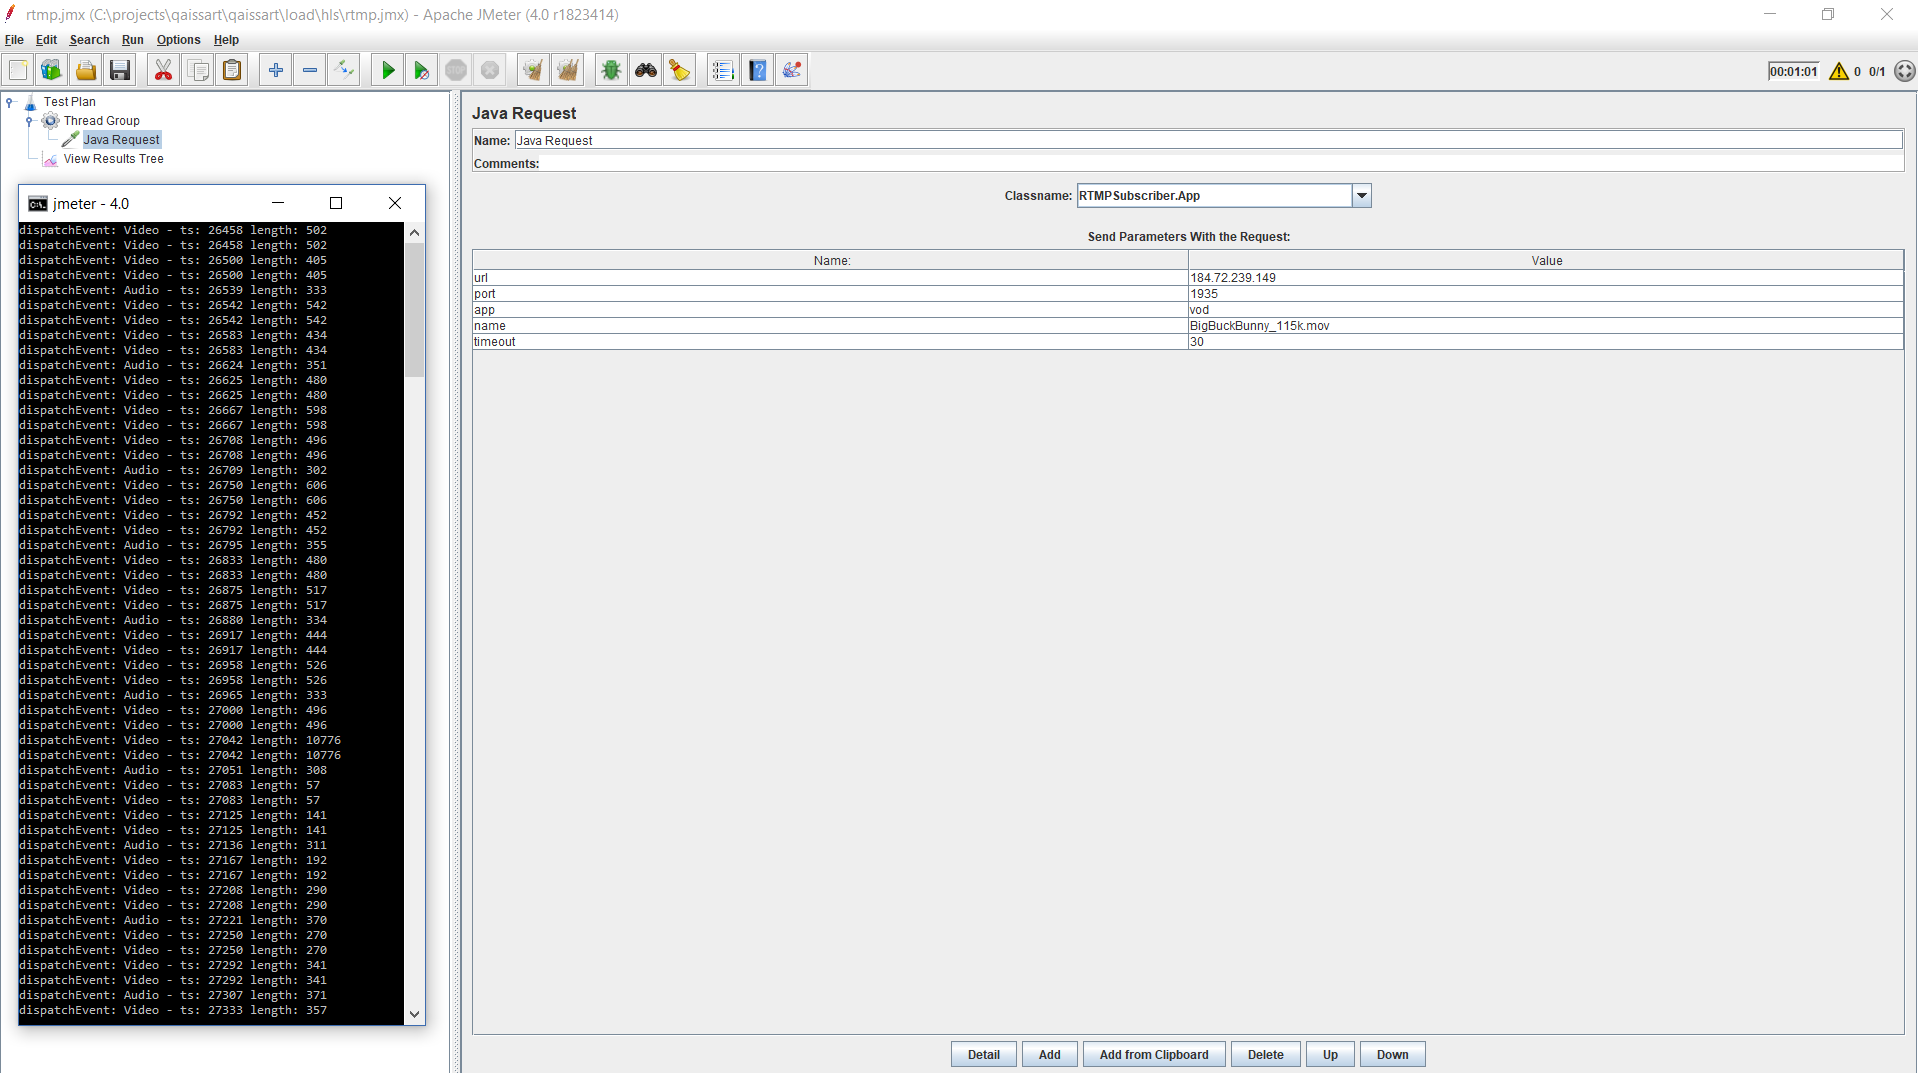 rtmp.jmx (C:\projects\qaissart\qaissart\load\hls\rtmp.jmx) - Apache JMeter (4.0 r1823414)
File Edit Search Run Options Help
STOP
00:01:01 0 0/1
Test Plan
Thread Group
Java Request
View Results Tree
jmeter - 4.0
dispatchEvent: Video - ts: 26458 length: 502
dispatchEvent: Video - ts: 26458 length: 502
dispatchEvent: Video - ts: 26500 length: 405
dispatchEvent: Video - ts: 26500 length: 405
dispatchEvent: Audio - ts: 26539 length: 333
dispatchEvent: Video - ts: 26542 length: 542
dispatchEvent: Video - ts: 26542 length: 542
dispatchEvent: Video - ts: 26583 length: 434
dispatchEvent: Video - ts: 26583 length: 434
dispatchEvent: Audio - ts: 26624 length: 351
dispatchEvent: Video - ts: 26625 length: 480
dispatchEvent: Video - ts: 26625 length: 480
dispatchEvent: Video - ts: 26667 length: 598
dispatchEvent: Video - ts: 26667 length: 598
dispatchEvent: Video - ts: 26708 length: 496
dispatchEvent: Video - ts: 26708 length: 496
dispatchEvent: Audio - ts: 26709 length: 302
dispatchEvent: Video - ts: 26750 length: 606
dispatchEvent: Video - ts: 26750 length: 606
dispatchEvent: Video - ts: 26792 length: 452
dispatchEvent: Video - ts: 26792 length: 452
dispatchEvent: Audio - ts: 26795 length: 355
dispatchEvent: Video - ts: 26833 length: 480
dispatchEvent: Video - ts: 26833 length: 480
dispatchEvent: Video - ts: 26875 length: 517
dispatchEvent: Video - ts: 26875 length: 517
dispatchEvent: Audio - ts: 26880 length: 334
dispatchEvent: Video - ts: 26917 length: 444
dispatchEvent: Video - ts: 26917 length: 444
dispatchEvent: Video - ts: 26958 length: 526
dispatchEvent: Video - ts: 26958 length: 526
dispatchEvent: Audio - ts: 26965 length: 333
dispatchEvent: Video - ts: 27000 length: 496
dispatchEvent: Video - ts: 27000 length: 496
dispatchEvent: Video - ts: 27042 length: 10776
dispatchEvent: Video - ts: 27042 length: 10776
dispatchEvent: Audio - ts: 27051 length: 308
dispatchEvent: Video - ts: 27083 length: 57
dispatchEvent: Video - ts: 27083 length: 57
dispatchEvent: Video - ts: 27125 length: 141
dispatchEvent: Video - ts: 27125 length: 141
dispatchEvent: Audio - ts: 27136 length: 311
dispatchEvent: Video - ts: 27167 length: 192
dispatchEvent: Video - ts: 27167 length: 192
dispatchEvent: Video - ts: 27208 length: 290
dispatchEvent: Video - ts: 27208 length: 290
dispatchEvent: Audio - ts: 27221 length: 370
dispatchEvent: Video - ts: 27250 length: 270
dispatchEvent: Video - ts: 27250 length: 270
dispatchEvent: Video - ts: 27292 length: 341
dispatchEvent: Video - ts: 27292 length: 341
dispatchEvent: Audio - ts: 27307 length: 371
dispatchEvent: Video - ts: 27333 length: 357
Java Request
Name: Java Request
Comments:
Classname: RTMPSubscriber.App
Send Parameters With the Request:
Name: Value
url 184.72.239.149
port 1935
app vod
name BigBuckBunny_115k.mov
timeout 30
Detail Add Add from Clipboard Delete Up Down